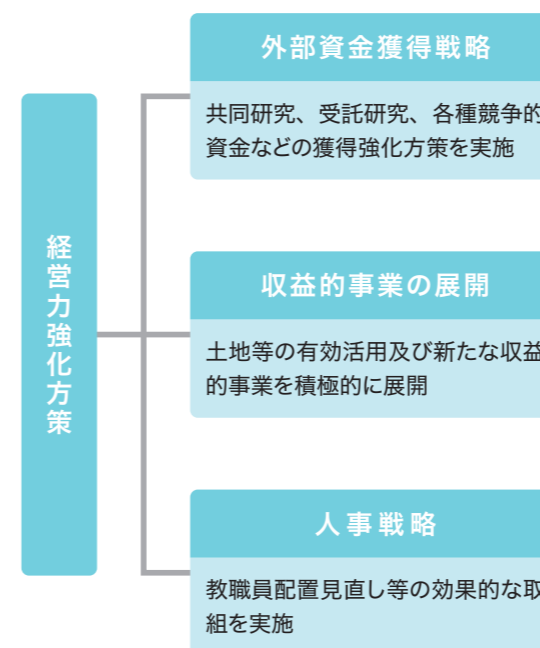 経営力強化方策
外部資金獲得戦略
共同研究、受託研究、各種競争的
資金などの獲得強化方策を実施
収益的事業の展開
土地等の有効活用及び新たな収益
的事業を積極的に展開
人事戦略
教職員配置見直し等の効果的な取
組を実施